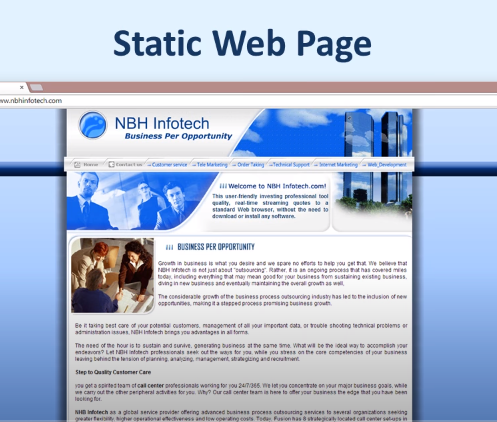 Static Web Page
×
ww.nbhinfotech.com
NBH Infotech
Business Per Opportunity
Home
Contact us
Customer service
Tele Marketing
Order Taking
Technical Support
Internet Marketing
Web_Development
Welcome to NBH Infotech.com!
This user-friendly investing professional tool
quality, real-time streaming quotes to a
standard Web browser, without the need to
download or install any software.
BUSINESS PER OPPORTUNITY
Growth in business is what you desire and we spare no efforts to help you get that. We believe that
NBH Infotech is not just about "outsourcing". Rather, it is an ongoing process that has covered miles
today, including everything that may mean good for your business from sustaining existing business,
diving in new business and eventually maintaining the overall growth as well.
The considerable growth of the business process outsourcing industry has led to the inclusion of new
opportunities, making it a stepped process promising business growth.
Be it taking best care of your potential customers, management of all your important data, or trouble shooting technical problems or
administration issues, NBH Infotech brings you advantages in all forms.
The need of the hour is to sustain and survive, generating business at the same time. What will be the ideal way to accomplish your
endeavors? Let NBH Infotech professionals seek out the ways for you, while you stress on the core competencies of your business
leaving behind the tension of planning, analyzing, management, strategizing and recruitment.
Step to Quality Customer Care
you get a spirited team of call center professionals working for you 24/7/365. We let you concentrate on your major business goals, while
we carry out the other peripheral activities for you. Why? Our call center team is here to offer your business the edge that you have been
looking for.
NHB Infotech as a global service-provider offering advanced business process outsourcing services to several organizations seeking
greater flexibility, higher operational effectiveness and low operating costs. Today, Fusion has 8 strategically located call center set-ups in